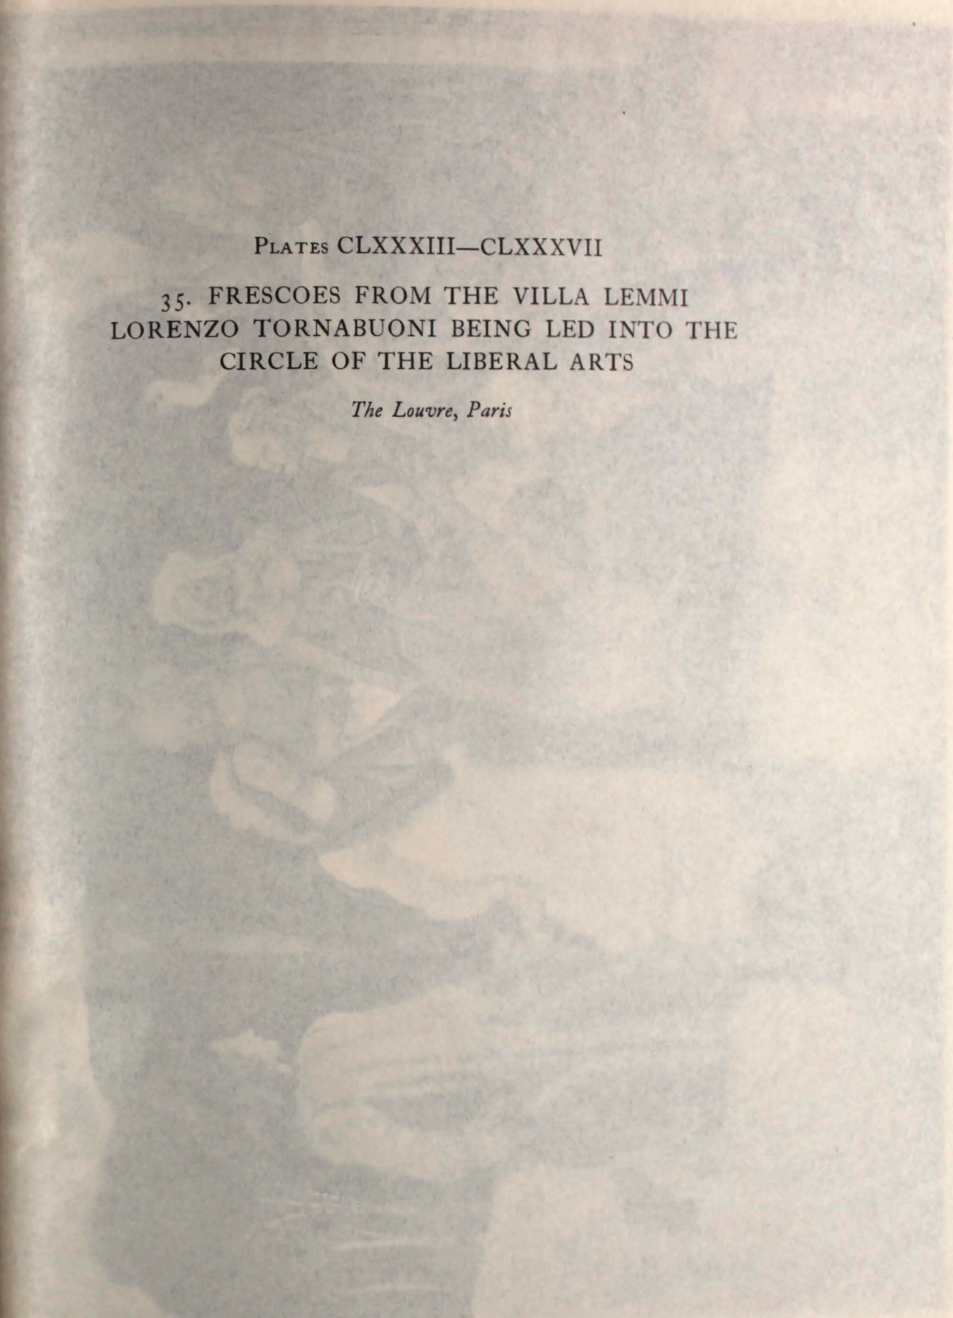 Plates CLXXXIII—CLXXXVII
35. FRESCOES FROM THE VILLA LEMMI
LORENZO TORNABUONI BEING LED INTO THE
CIRCLE OF THE LIBERAL ARTS
The Louvre, Paris